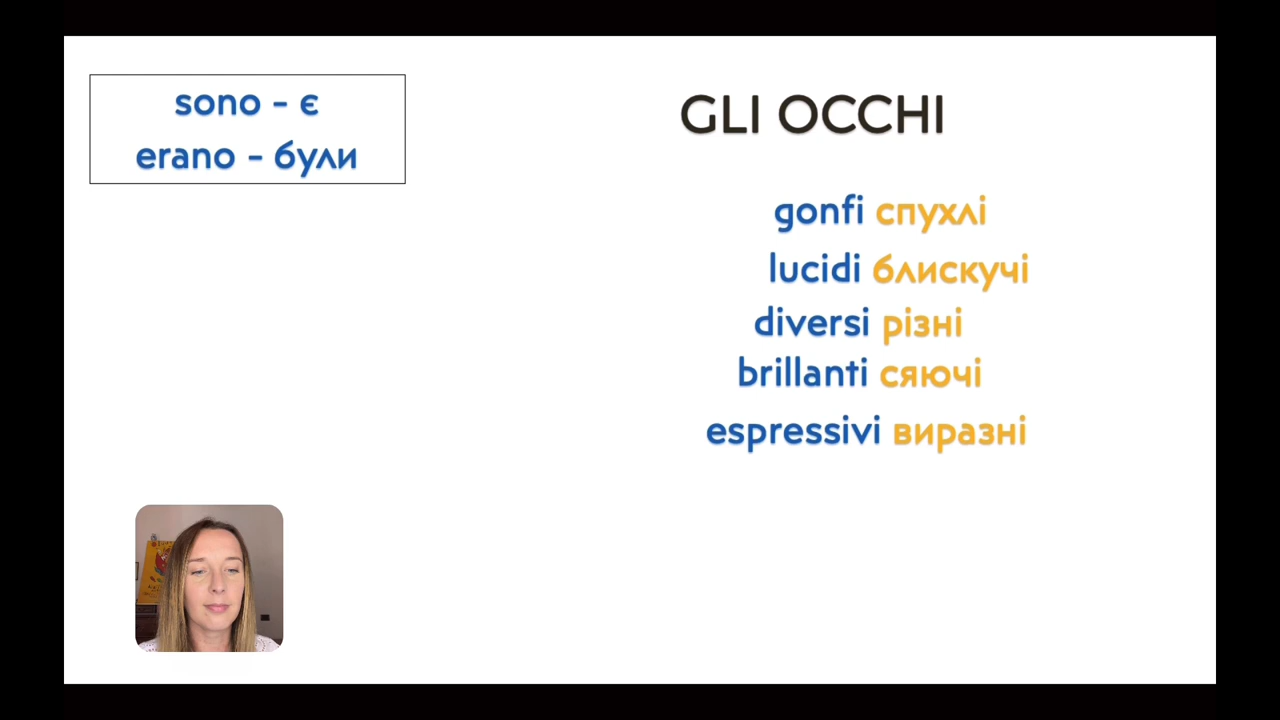 sono - є
erano - були
GLI OCCHI
gonfi спухлі
lucidi блискучі
diversi різні
brillanti сяючі
espressivi виразні